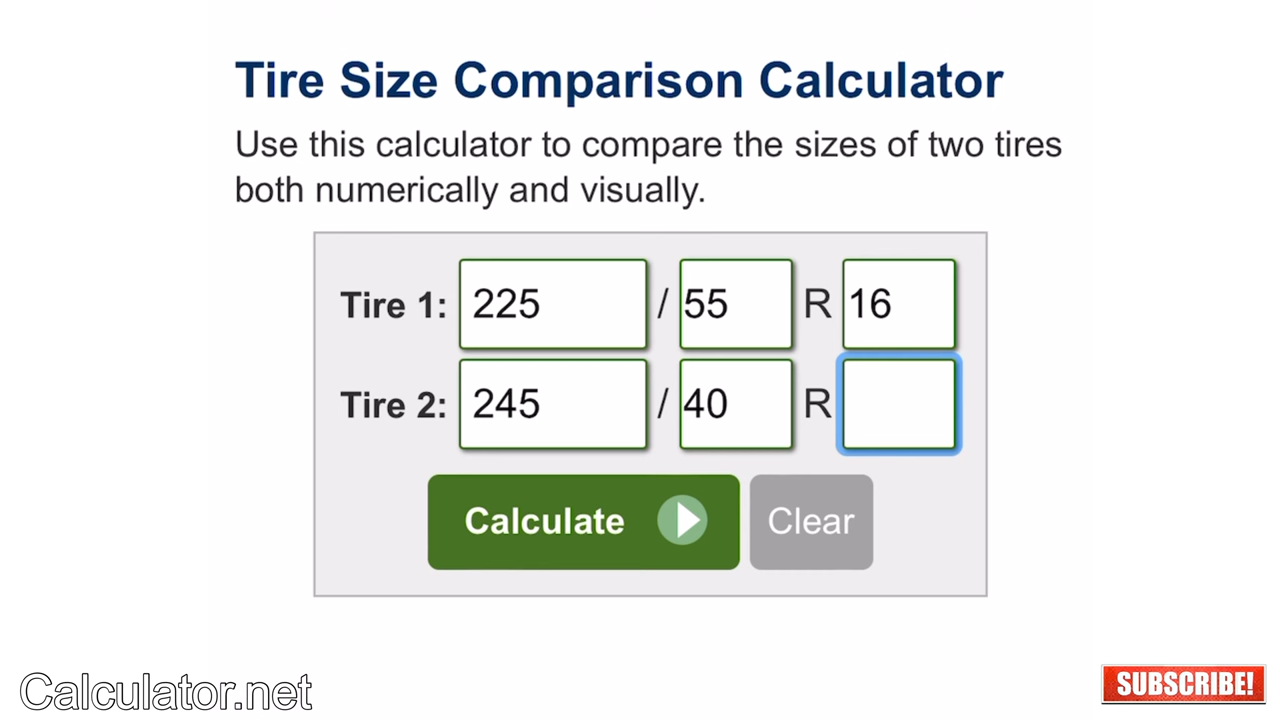 Tire Size Comparison Calculator
Use this calculator to compare the sizes of two tires
both numerically and visually.
Tire 1: 225 / 55 R 16
Tire 2: 245 / 40 R
Calculate Clear
Calculator.net
SUBSCRIBE!